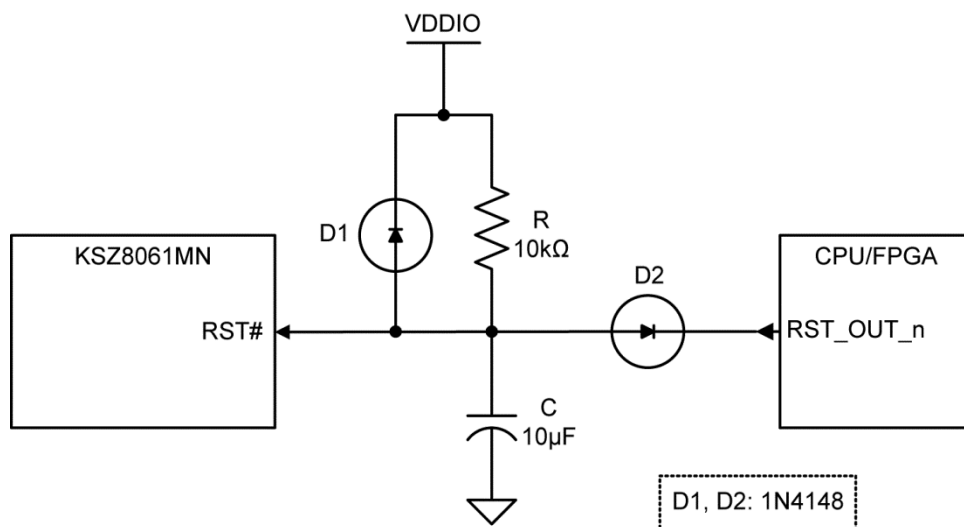 VDDIO
KSZ8061MN
D1
R
10kΩ
CPU/FPGA
D2
RST#
RST_OUT_n
C
10µF
D1, D2: 1N4148